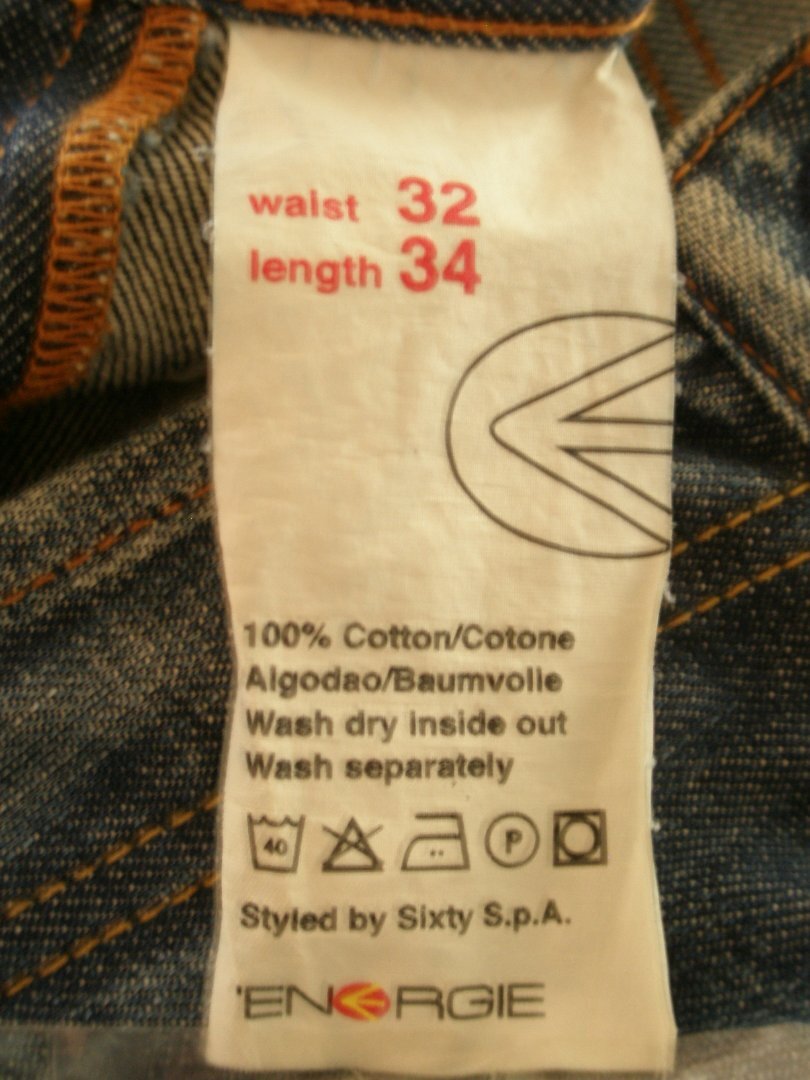 waist 32
length 34
100% Cotton/Cotone
Algodao/Baumvolle
Wash dry inside out
Wash separately
40 P
Styled by Sixty S.p.A.
'ENERGIE